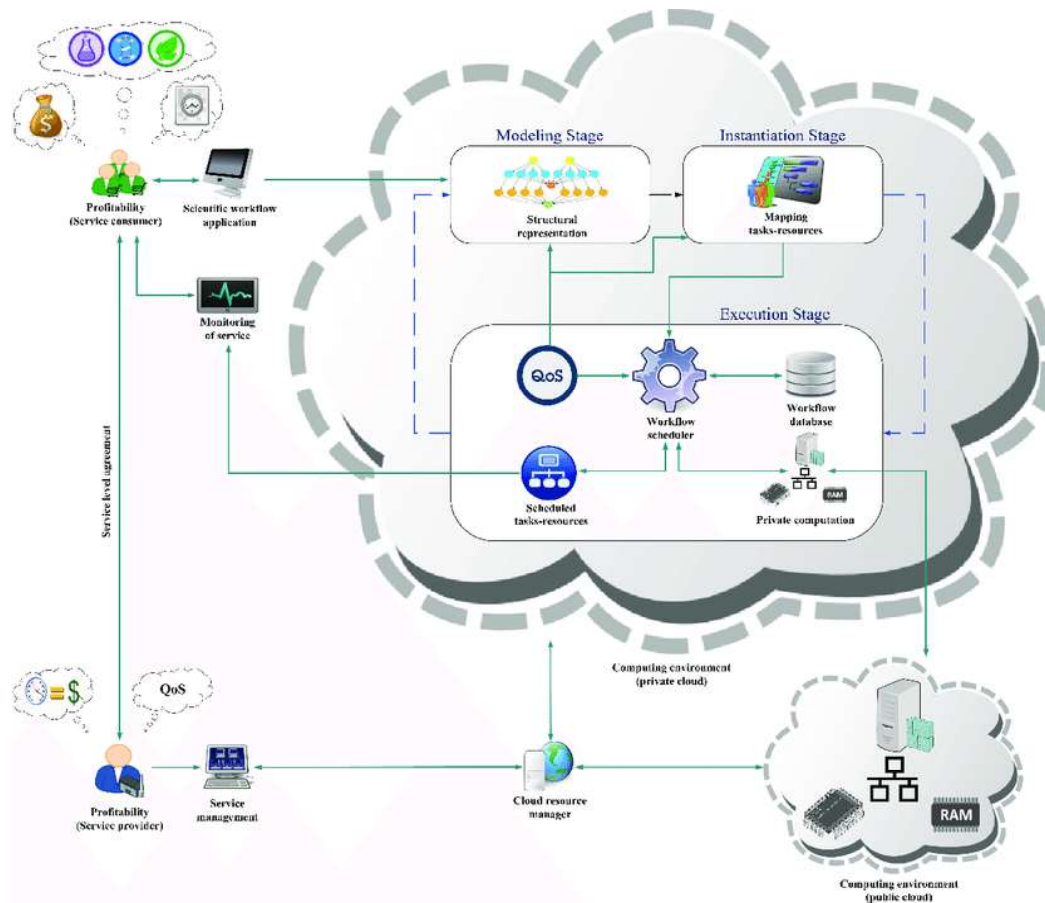 Modeling Stage
Instantiation Stage
Structural
representation
Mapping
tasks-resources
Profitability
(Service consumer)
Scientific workflow
application
Monitoring
of service
Execution Stage
QoS
Workflow
scheduler
Workflow
database
Scheduled
tasks-resources
RAM
Private computation
Service level agreement
Computing environment
(private cloud)
= $
QoS
Profitability
(Service provider)
Service
management
Cloud resource
manager
RAM
Computing environment
(public cloud)